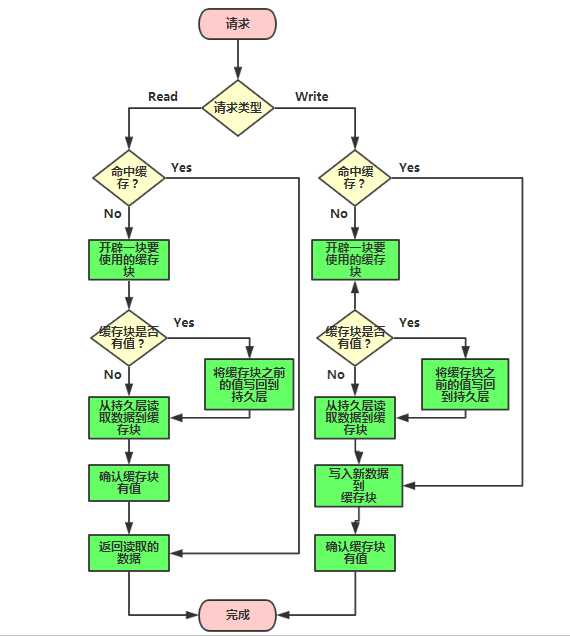 请求
请求类型
Read
Write
命中缓
存？
Yes
No
命中缓
存？
Yes
No
开辟一块要
使用的缓存
块
开辟一块要
使用的缓存
块
缓存块是否
有值？
Yes
No
缓存块是否
有值？
Yes
No
将缓存块之前
的值写回到
持久层
将缓存块之
前的值写回
到持久层
从持久层读
取数据到缓
存块
从持久层读
取数据到缓
存块
确认缓存块
有值
写入新数据
到
缓存块
返回读取的
数据
确认缓存块
有值
完成